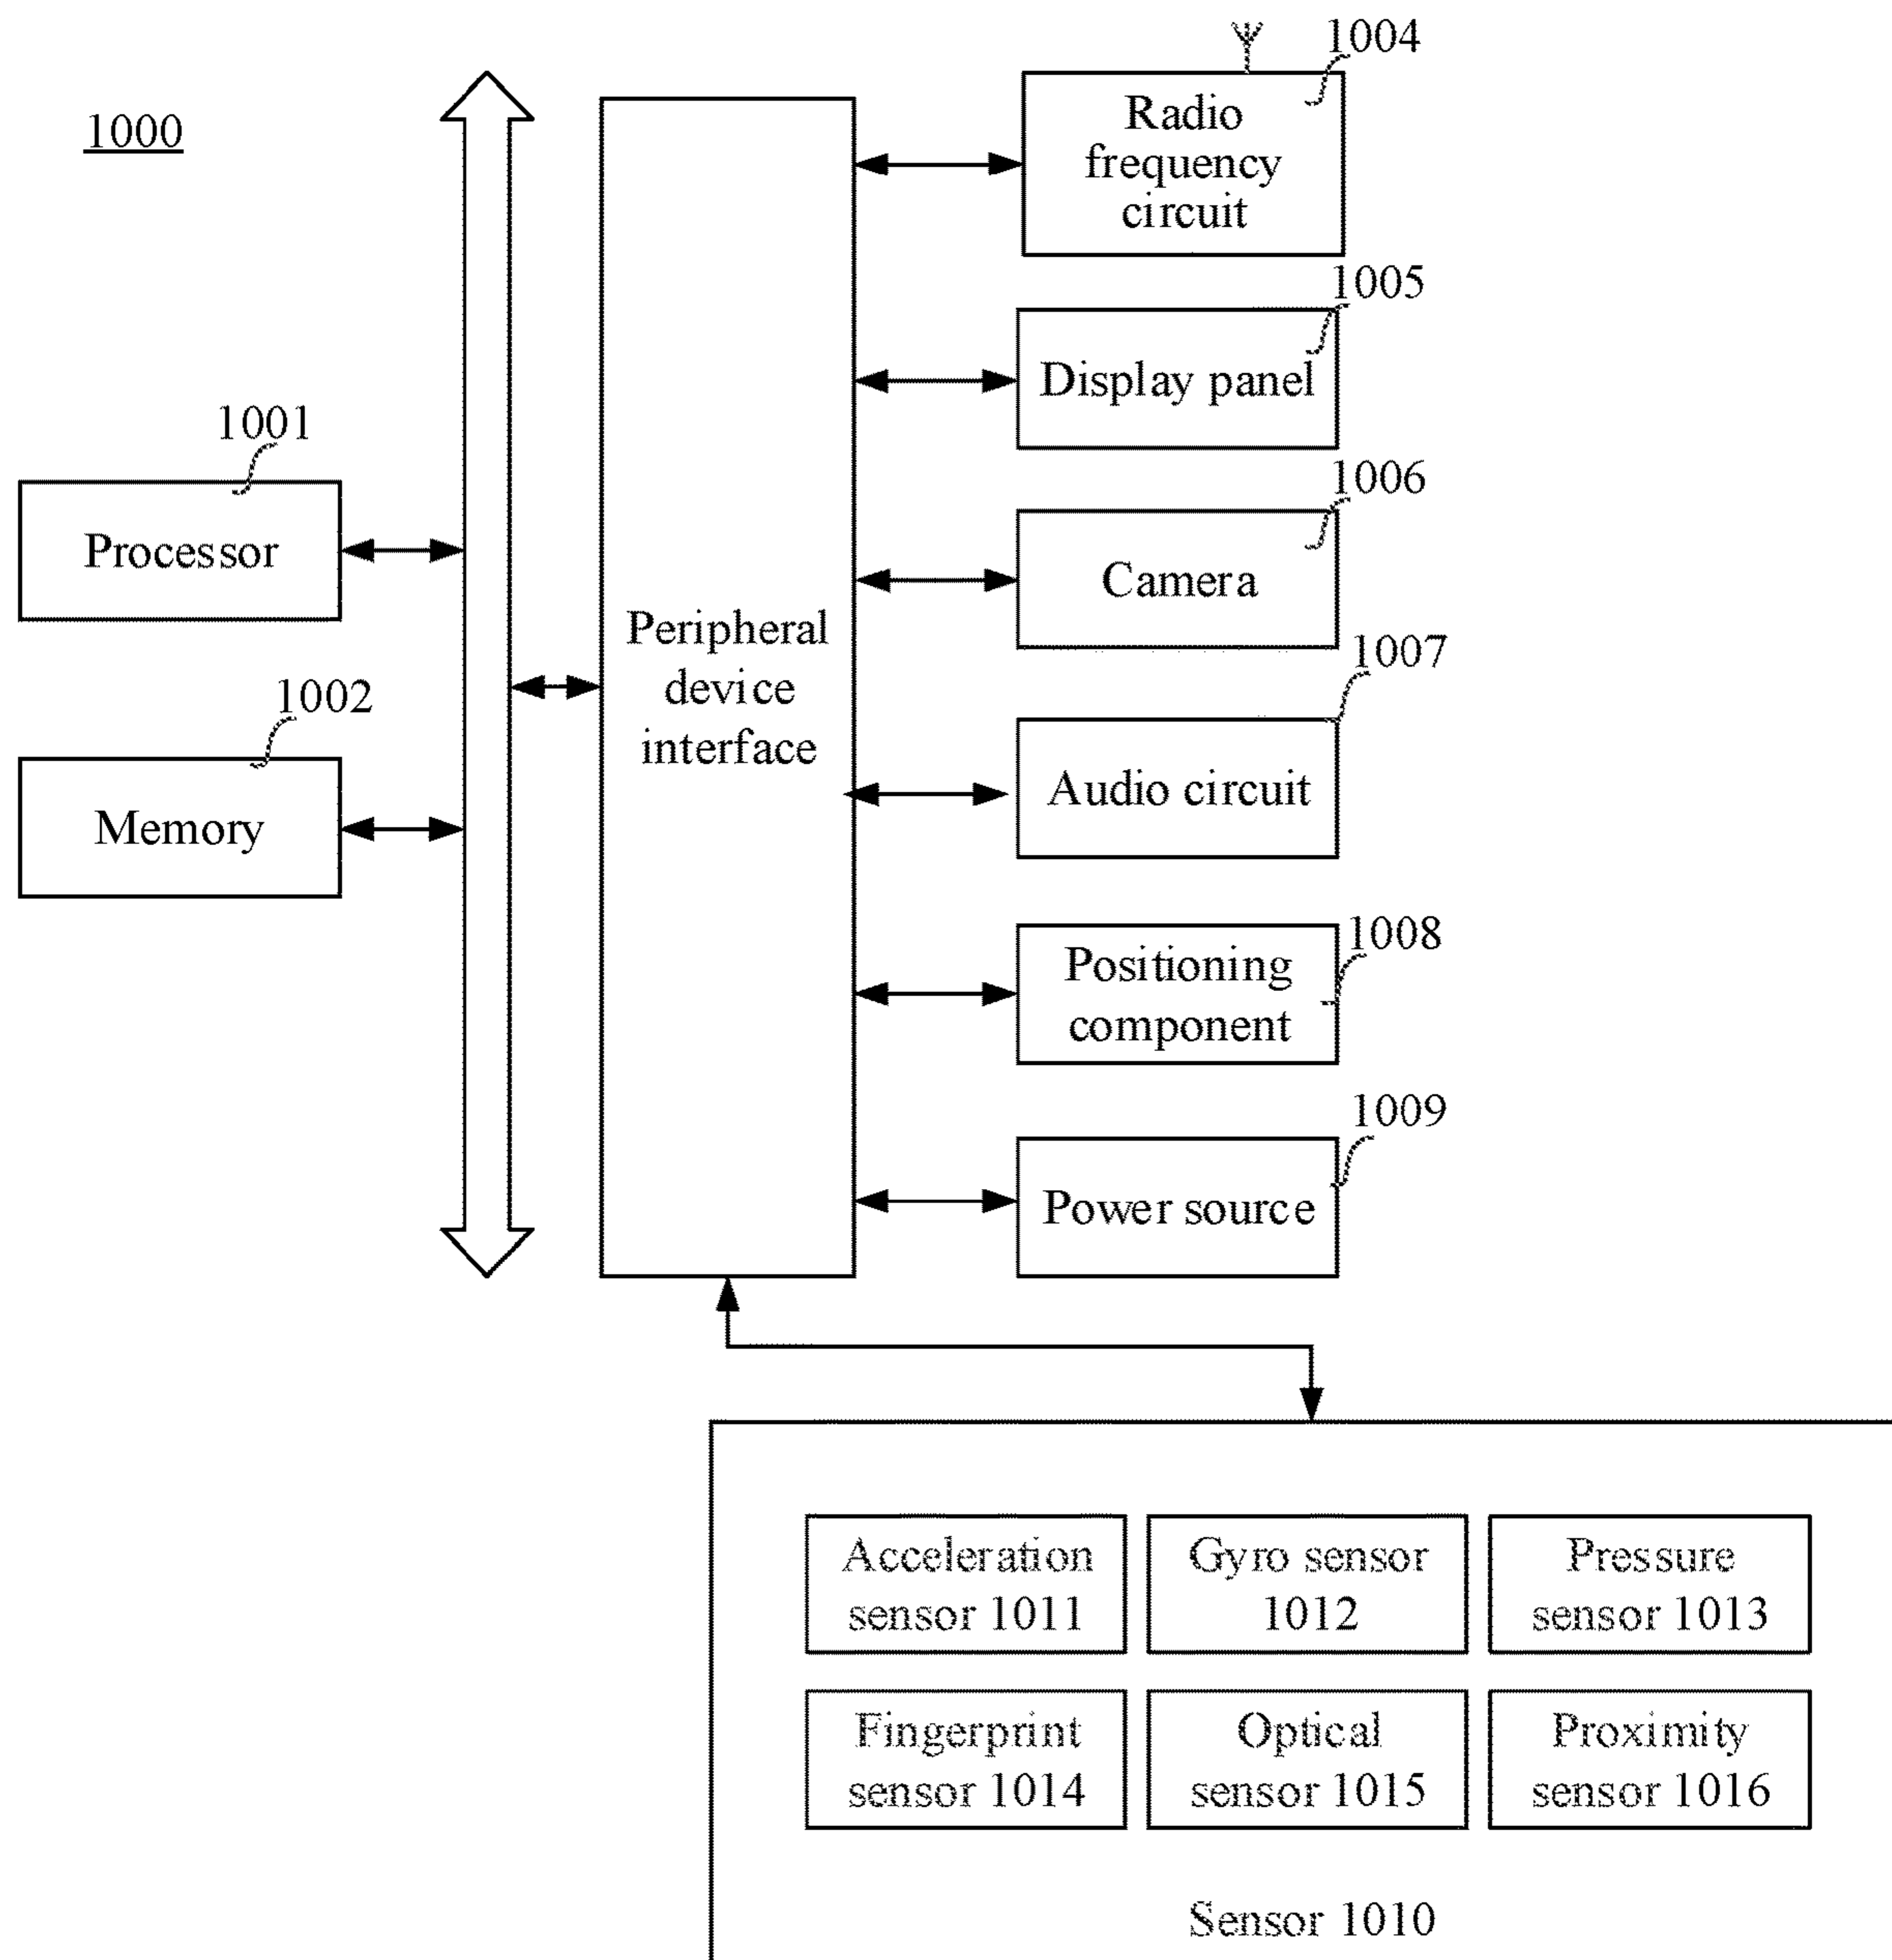 1000
1004
Radio
frequency
circuit
1005
Display panel
1001
Processor
1006
Camera
Peripheral
device
interface
1002
Memory
1007
Audio circuit
1008
Positioning
component
1009
Power source
Acceleration
sensor 1011
Gyro sensor
1012
Pressure
sensor 1013
Fingerprint
sensor 1014
Optical
sensor 1015
Proximity
sensor 1016
Sensor 1010